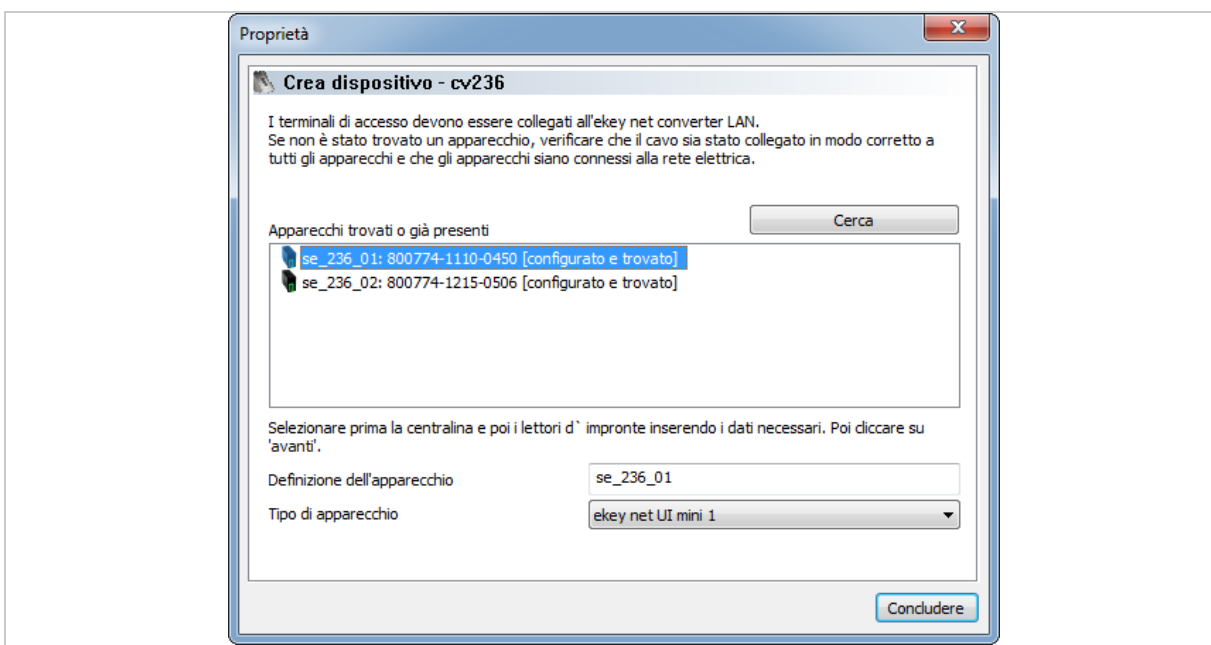 Proprietà
Crea dispositivo - cv236
I terminali di accesso devono essere collegati all'ekey net converter LAN.
Se non è stato trovato un apparecchio, verificare che il cavo sia stato collegato in modo corretto a
tutti gli apparecchi e che gli apparecchi siano connessi alla rete elettrica.
Cerca
Apparecchi trovati o già presenti
se_236_01: 800774-1110-0450 [configurato e trovato]
se_236_02: 800774-1215-0506 [configurato e trovato]
Selezionare prima la centralina e poi i lettori d` impronte inserendo i dati necessari. Poi cliccare su
'avanti'.
Definizione dell'apparecchio se_236_01
Tipo di apparecchio ekey net UI mini 1
Concludere